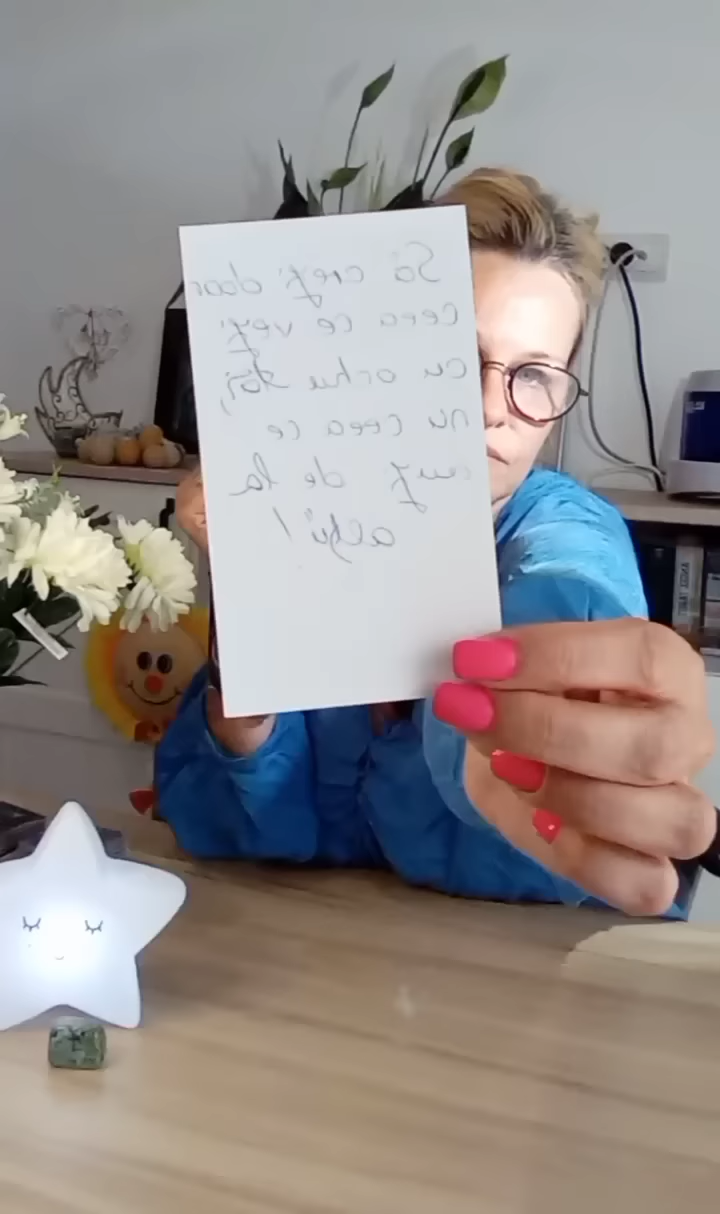 Să crezi doar
ceea ce vezi
cu ochii tăi,
nu ceea ce
auzi de la
alții!